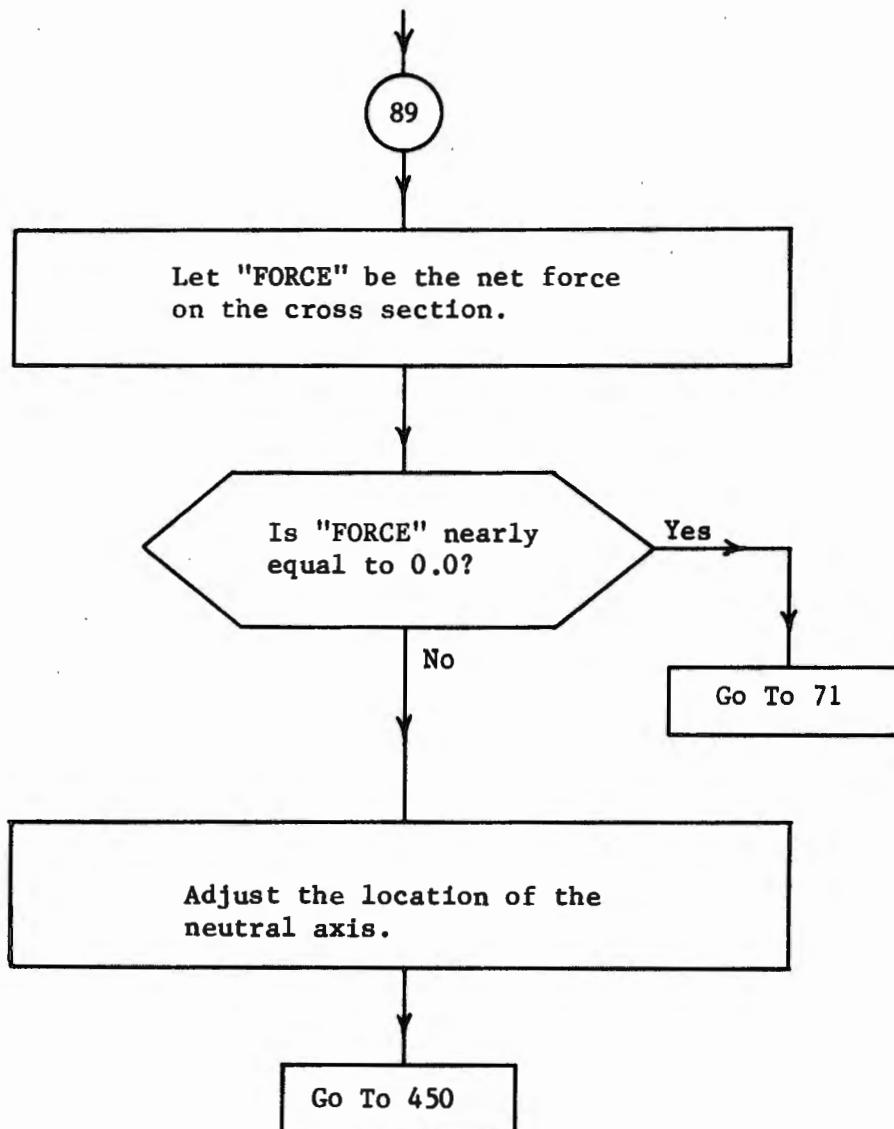 89
Let "FORCE" be the net force
on the cross section.
Is "FORCE" nearly
equal to 0.0?
Yes
No
Go To 71
Adjust the location of the
neutral axis.
Go To 450